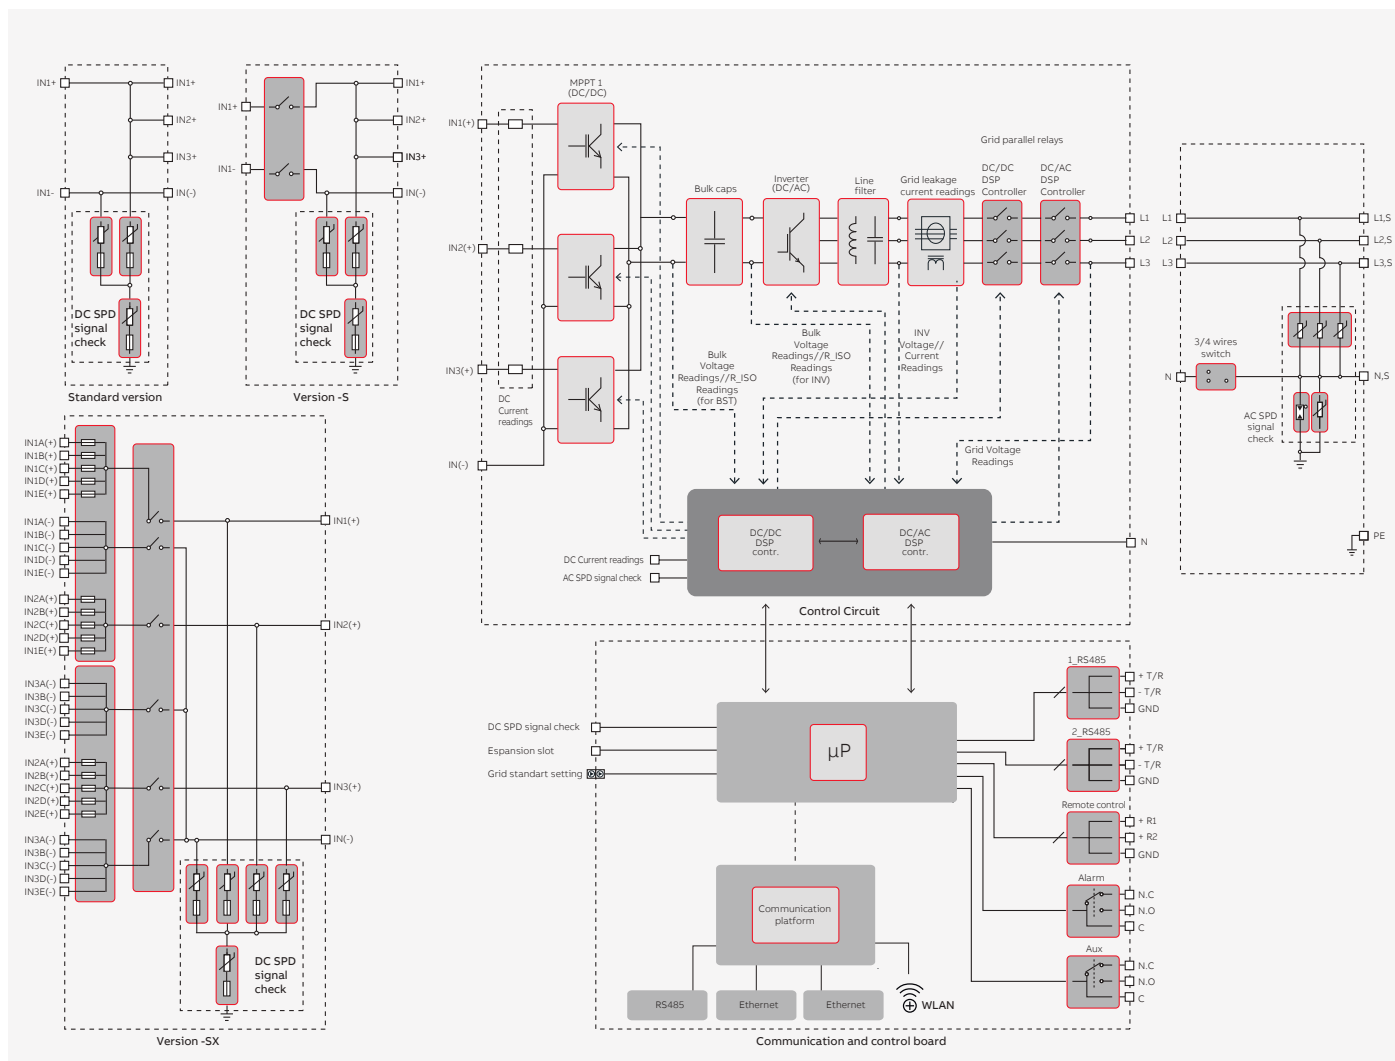 IN1+
IN1-
IN1+
IN2+
IN3+
IN(-)
DC SPD
signal
check
Standard version
IN1+
IN1-
IN1+
IN2+
IN3+
IN(-)
DC SPD
signal
check
Version -S
IN1A(+)
IN1B(+)
IN1C(+)
IN1D(+)
IN1E(+)
IN1A(-)
IN1B(-)
IN1C(-)
IN1D(-)
IN1E(-)
IN2A(+)
IN2B(+)
IN2C(+)
IN2D(+)
IN1E(+)
IN3A(-)
IN3B(-)
IN3C(-)
IN3D(-)
IN3E(-)
IN2A(+)
IN2B(+)
IN2C(+)
IN2D(+)
IN2E(+)
IN3A(-)
IN3B(-)
IN3C(-)
IN3D(-)
IN3E(-)
IN1(+)
IN2(+)
IN3(+)
IN(-)
DC SPD
signal
check
Version -SX
MPPT 1
(DC/DC)
IN1(+)
IN2(+)
IN3(+)
IN(-)
DC
Current
readings
Bulk caps
Inverter
(DC/AC)
Line
filter
Grid leakage
current readings
Grid parallel relays
DC/DC
DSP
Controller
DC/AC
DSP
Controller
L1
L2
L3
N
Bulk
Voltage
Readings//R_ISO
Readings
(for BST)
Bulk
Voltage
Readings//R_ISO
Readings
(for INV)
INV
Voltage//
Current
Readings
Grid Voltage
Readings
DC/DC
DSP
contr.
DC/AC
DSP
contr.
DC Current readings
AC SPD signal check
Control Circuit
L1
L2
L3
N
3/4 wires
switch
AC SPD
signal
check
L1,S
L2,S
L3,S
N,S
PE
DC SPD signal check
Espansion slot
Grid standart setting
µP
Communication
platform
RS485
Ethernet
Ethernet
WLAN
1_RS485
+ T/R
- T/R
GND
2_RS485
+ T/R
- T/R
GND
Remote control
+ R1
+ R2
GND
Alarm
N.C
N.O
C
Aux
N.C
N.O
C
Communication and control board